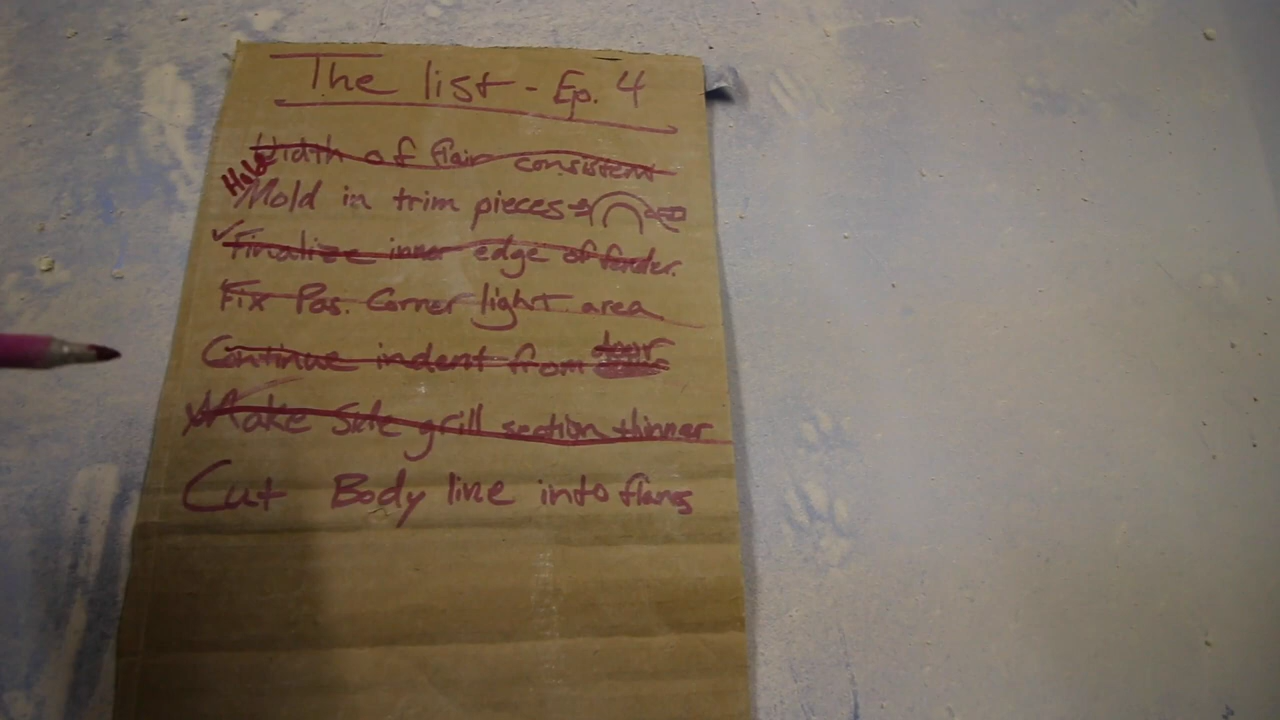 The list - Ep. 4
Width of flair consistent
Hold
Mold in trim pieces
Finalize inner edge of fender.
Fix Pas. Corner light area
Continue indent from door
Make Side grill section thinner
Cut Body line into flares